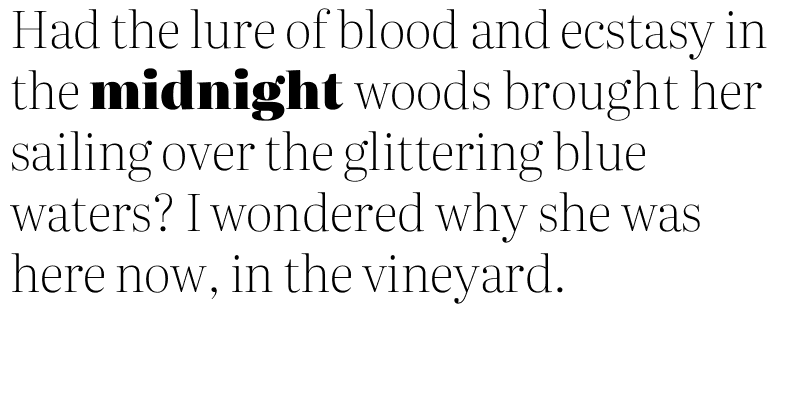 Had the lure of blood and ecstasy in
the midnight woods brought her
sailing over the glittering blue
waters? I wondered why she was
here now, in the vineyard.